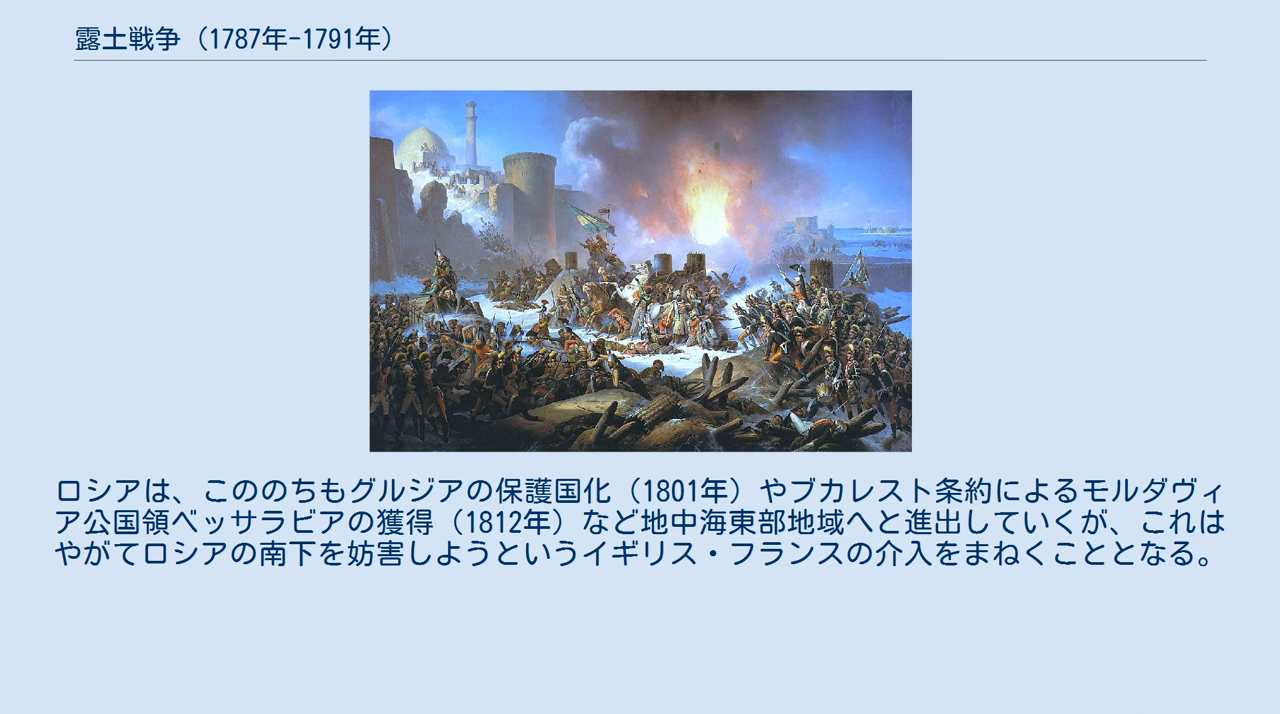 露土戦争（1787年-1791年）
ロシアは、こののちもグルジアの保護国化（1801年）やブカレスト条約によるモルダヴィ
ア公国領ベッサラビアの獲得（1812年）など地中海東部地域へと進出していくが、これは
やがてロシアの南下を妨害しようというイギリス・フランスの介入をまねくこととなる。